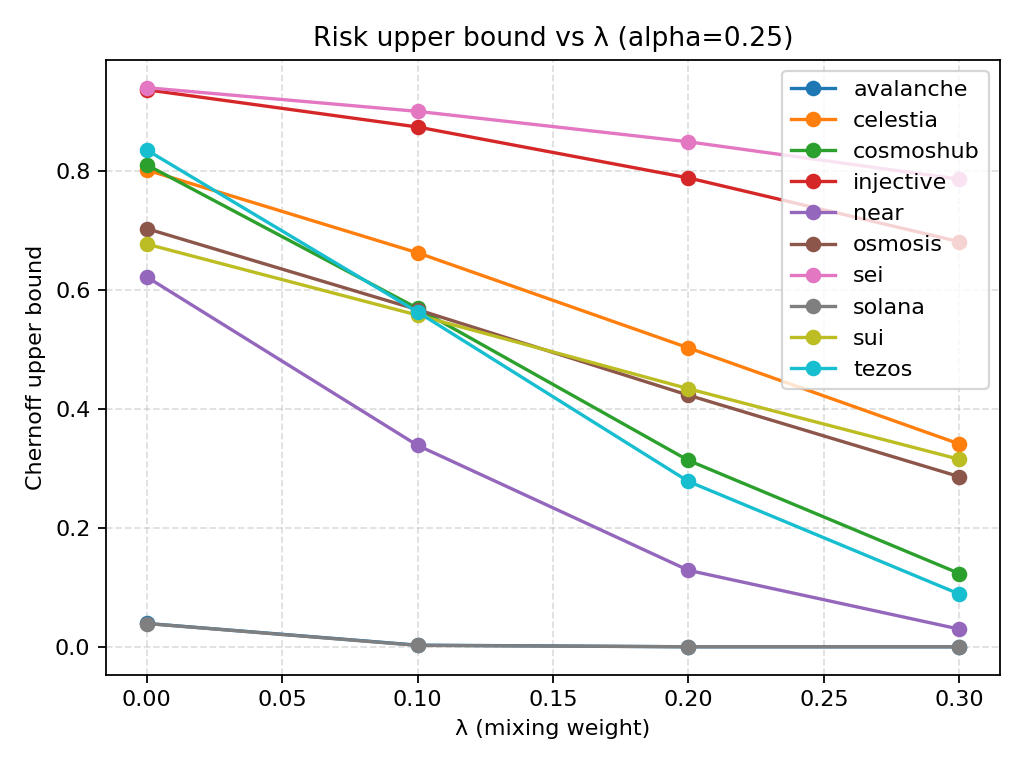 Risk upper bound vs λ (alpha=0.25)
Chernoff upper bound
0.8
0.6
0.4
0.2
0.0
avalanche
celestia
cosmoshub
injective
near
osmosis
sei
solana
sui
tezos
0.00 0.05 0.10 0.15 0.20 0.25 0.30
λ (mixing weight)